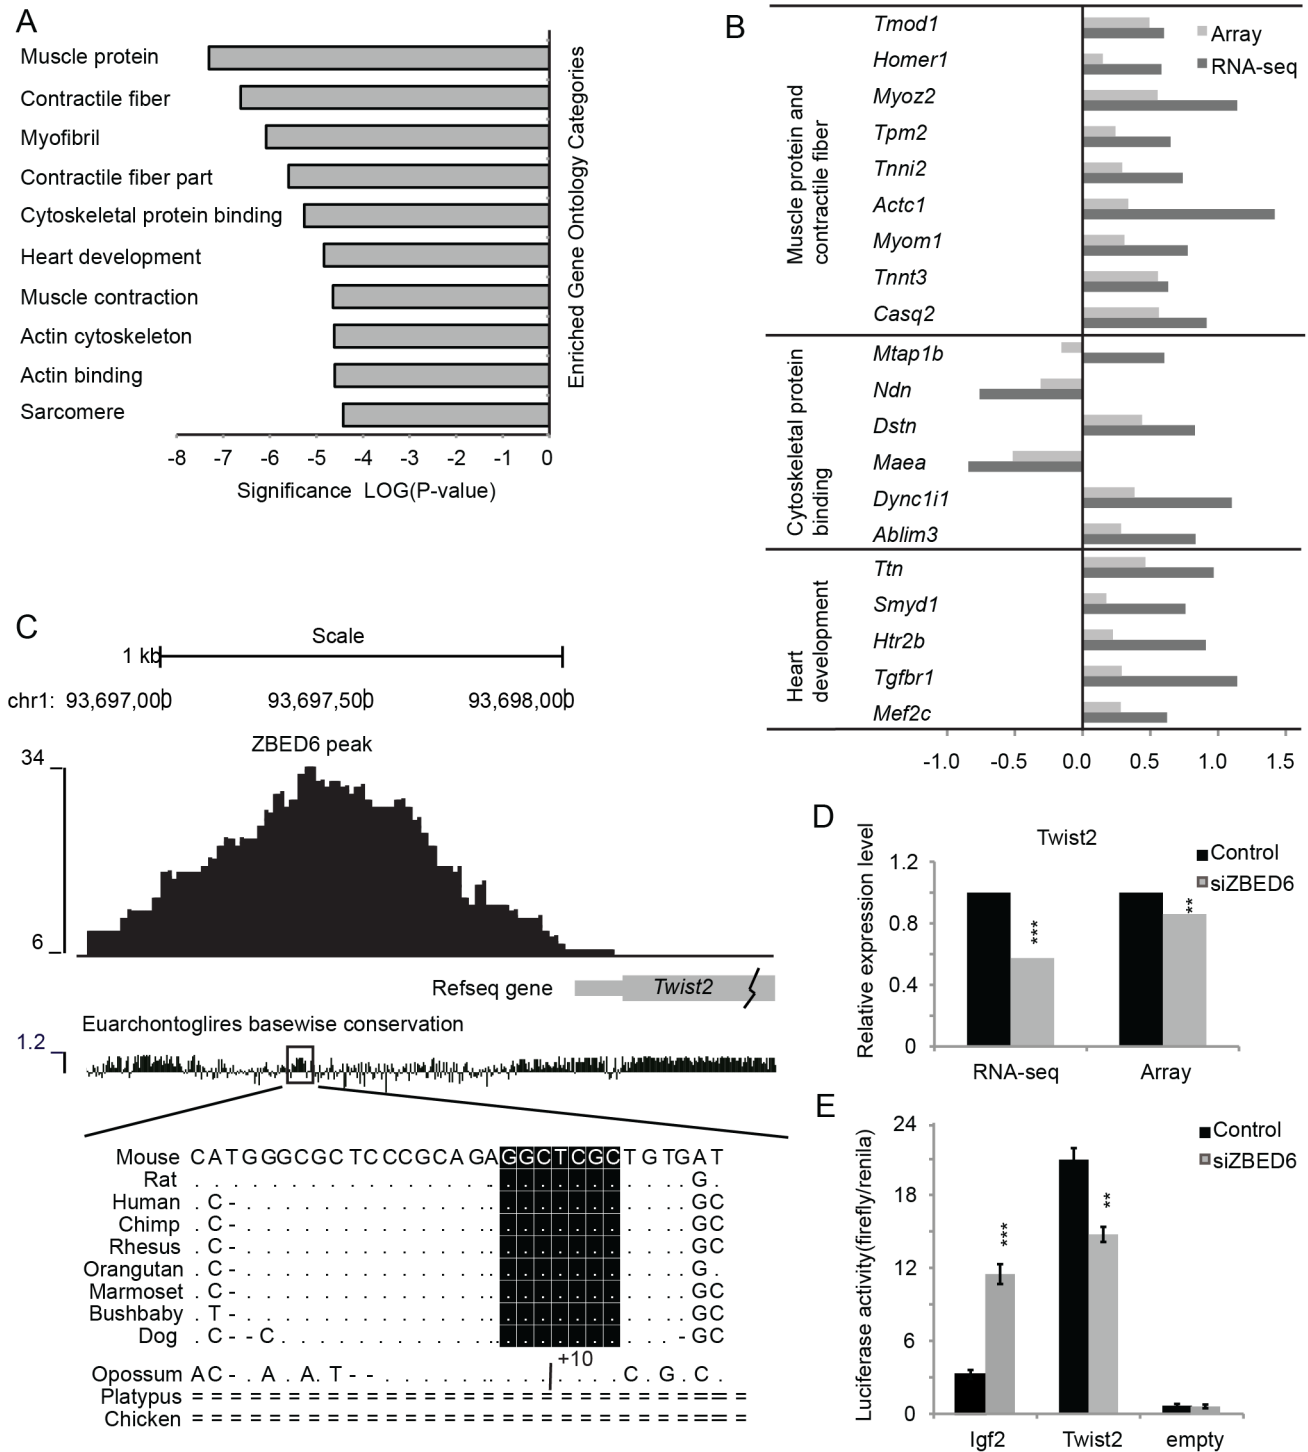 A
Muscle protein
Contractile fiber
Myofibril
Contractile fiber part
Cytoskeletal protein binding
Heart development
Muscle contraction
Actin cytoskeleton
Actin binding
Sarcomere
-8 -7 -6 -5 -4 -3 -2 -1 0
Significance LOG(P-value)
Enriched Gene Ontology Categories
B
Array
RNA-seq
Muscle protein and
contractile fiber
Tmod1
Homer1
Myoz2
Tpm2
Tnni2
Actc1
Myom1
Tnnt3
Casq2
Cytoskeletal protein
binding
Mtap1b
Ndn
Dstn
Maea
Dync1i1
Ablim3
Heart
development
Ttn
Smyd1
Htr2b
Tgfbr1
Mef2c
-1.0 -0.5 0.0 0.5 1.0 1.5
C
Scale
1 kb
chr1: 93,697,000 93,697,500 93,698,000
ZBED6 peak
34
6
Refseq gene Twist2
Euarchontoglires basewise conservation
1.2
Mouse C A T G G G C G C T C C C G C A G A G G C T C G C T G T G A T
Rat . . . . . . . . . . . . . . . . . . . . . . . . . . . . . G .
Human . C - . . . . . . . . . . . . . . . . . . . . . . . . . . G C
Chimp . C - . . . . . . . . . . . . . . . . . . . . . . . . . . G C
Rhesus . C - . . . . . . . . . . . . . . . . . . . . . . . . . . G C
Orangutan . C - . . . . . . . . . . . . . . . . . . . . . . . . . . G .
Marmoset . C - . . . . . . . . . . . . . . . . . . . . . . . . . . G C
Bushbaby . T - . . . . . . . . . . . . . . . . . . . . . . . . . . G C
Dog . C - - C . . . . . . . . . . . . . . . . . . . . . . . - G C
+10
Opossum A C - . A . A . T - - . . . . . . . . . . . . . . C . G . C .
Platypus = = = = = = = = = = = = = = = = = = = = = = = = = = = = = = =
Chicken = = = = = = = = = = = = = = = = = = = = = = = = = = = = = = =
D
Twist2
Control
siZBED6
Relative expression level
1.2
0.8
0.4
0
***
**
RNA-seq Array
E
Control
siZBED6
Luciferase activity(firefly/renila)
24
18
12
6
0
***
**
Igf2 Twist2 empty